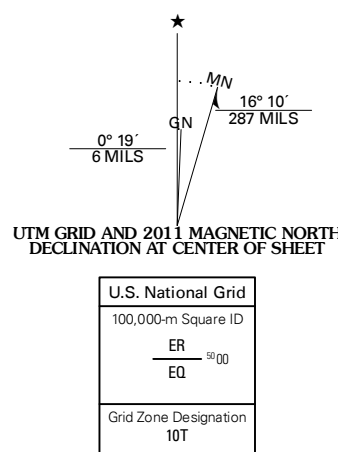 ★
MN
16° 10´
287 MILS
GN
0° 19´
6 MILS
UTM GRID AND 2011 MAGNETIC NORTH
DECLINATION AT CENTER OF SHEET
U.S. National Grid
100,000-m Square ID
ER
5000
EQ
Grid Zone Designation
10T